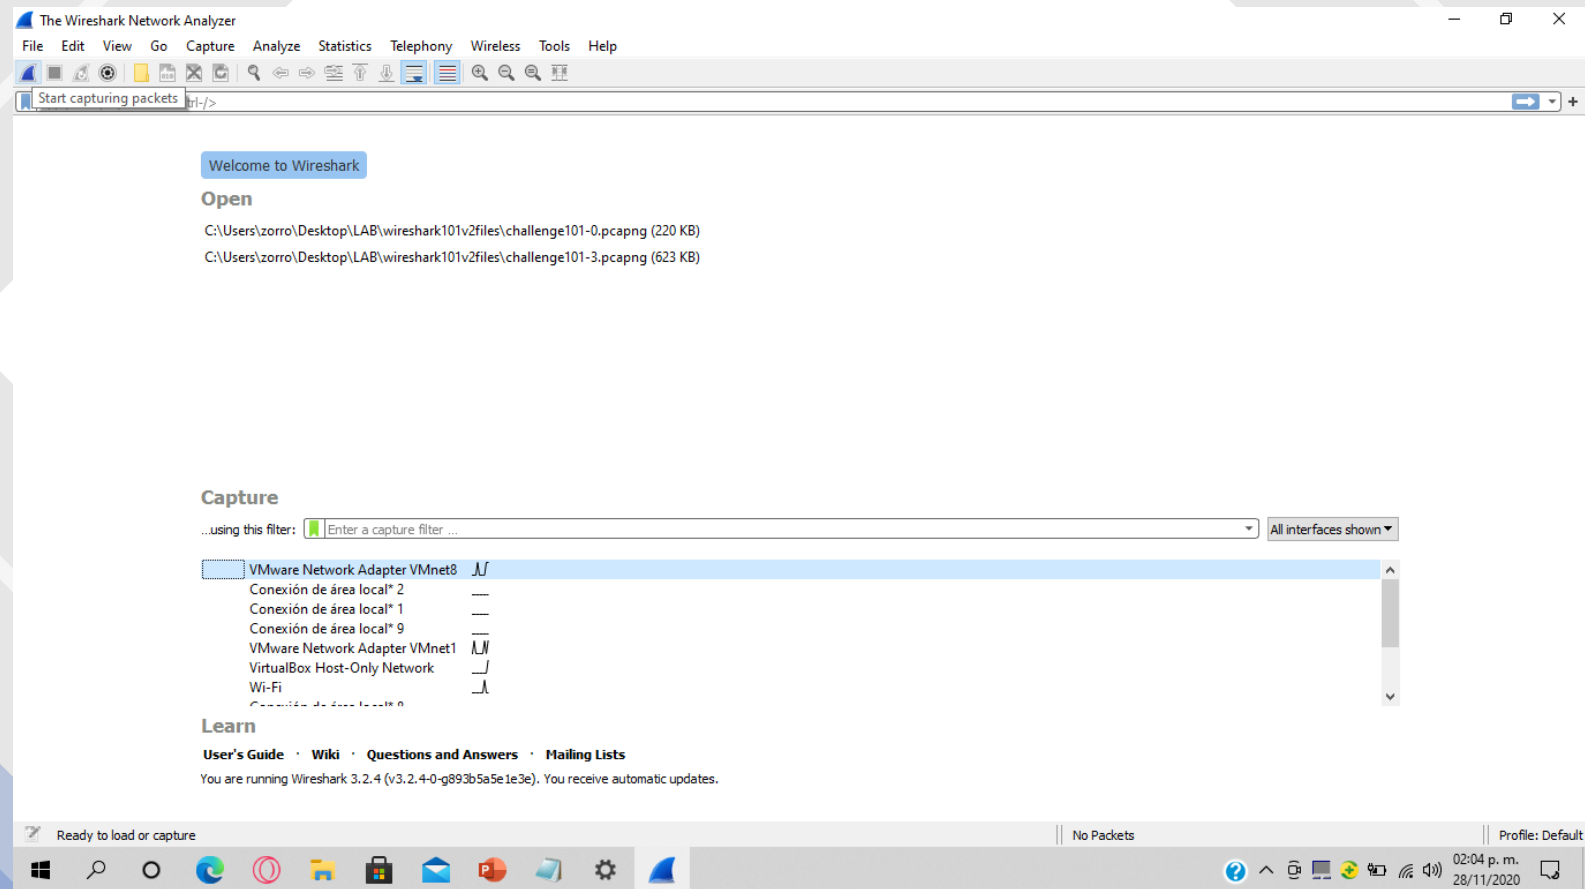 The Wireshark Network Analyzer
File Edit View Go Capture Analyze Statistics Telephony Wireless Tools Help
Start capturing packets
trl-/>
Welcome to Wireshark
Open
C:\Users\zorro\Desktop\LAB\wireshark101v2files\challenge101-0.pcapng (220 KB)
C:\Users\zorro\Desktop\LAB\wireshark101v2files\challenge101-3.pcapng (623 KB)
Capture
...using this filter: Enter a capture filter ... All interfaces shown
VMware Network Adapter VMnet8
Conexión de área local* 2
Conexión de área local* 1
Conexión de área local* 9
VMware Network Adapter VMnet1
VirtualBox Host-Only Network
Wi-Fi
Conexión de área local* 8
Learn
User's Guide · Wiki · Questions and Answers · Mailing Lists
You are running Wireshark 3.2.4 (v3.2.4-0-g893b5a5e1e3e). You receive automatic updates.
Ready to load or capture No Packets Profile: Default
02:04 p. m.
28/11/2020